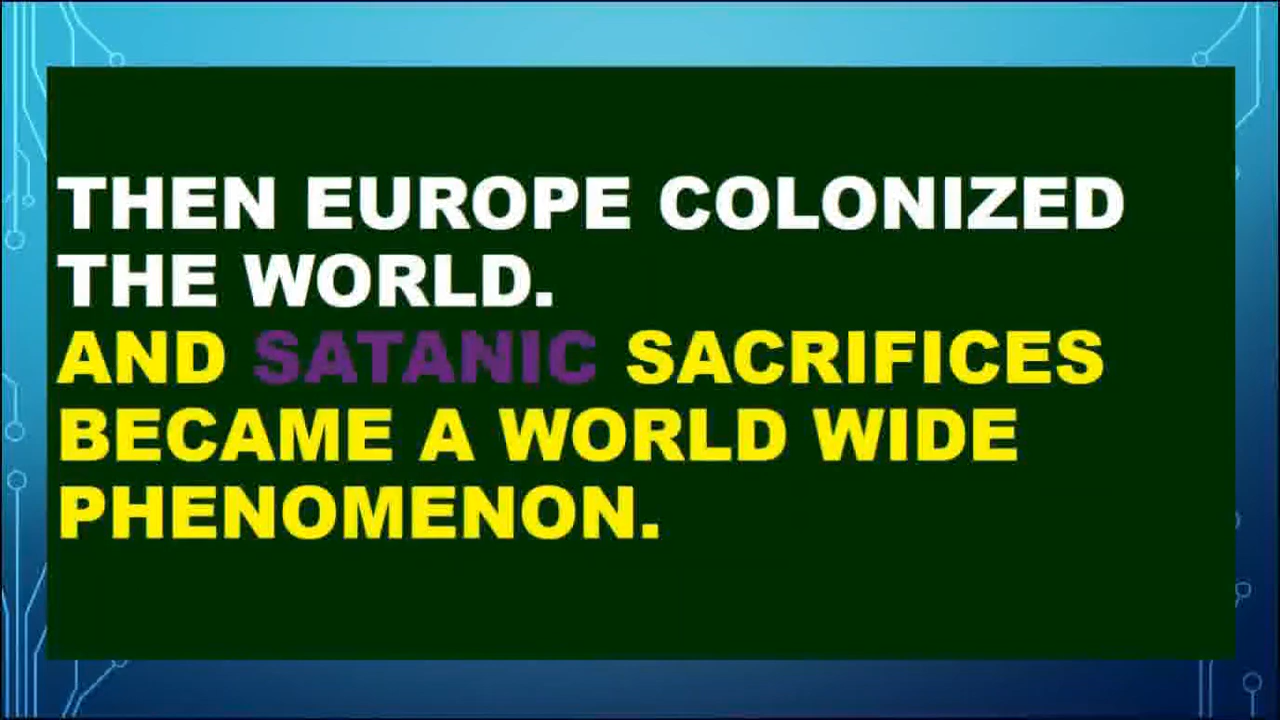 THEN EUROPE COLONIZED
THE WORLD.
AND SATANIC SACRIFICES
BECAME A WORLD WIDE
PHENOMENON.